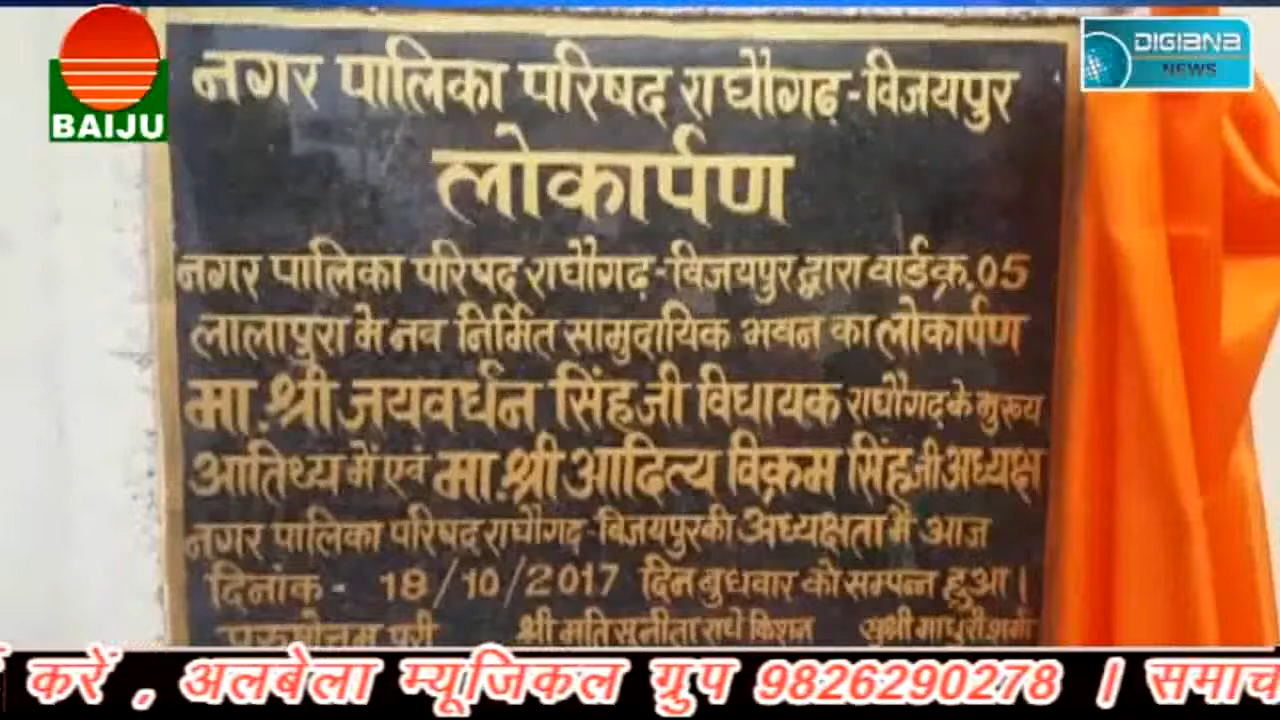 BAIJU
DIGIANA
NEWS
नगर पालिका परिषद राघौगढ़-विजयपुर
लोकार्पण
नगर पालिका परिषद राघौगढ़-विजयपुर द्वारा वार्ड क्र. 05
लालापुरा मे नव निर्मित सामुदायिक भवन का लोकार्पण
मा. श्री जयवर्धन सिंह जी विधायक राघौगढ़ के मुख्य
आतिथ्य में एवं मा. श्री आदित्य विक्रम सिंह जी अध्यक्ष
नगर पालिका परिषद राघौगढ़-विजयपुर की अध्यक्षता में आज
दिनांक - 18/10/2017 दिन बुधवार को सम्पन्न हुआ।
पुरुषोत्तम पुरी श्रीमति सुनीता राधे किशन सुश्री माधुरी शर्मा
करें , अलबेला म्यूजिकल ग्रुप 9826290278 । समाच